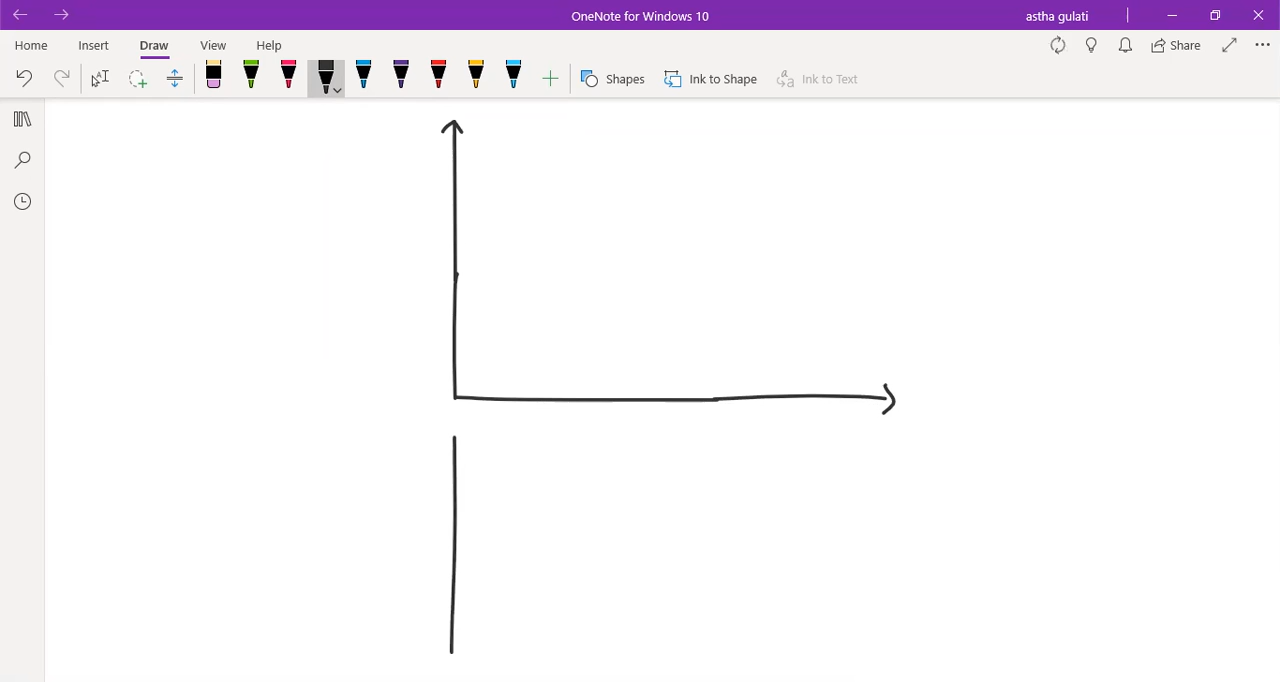 OneNote for Windows 10
astha gulati
Home Insert Draw View Help
Share
Shapes Ink to Shape Ink to Text